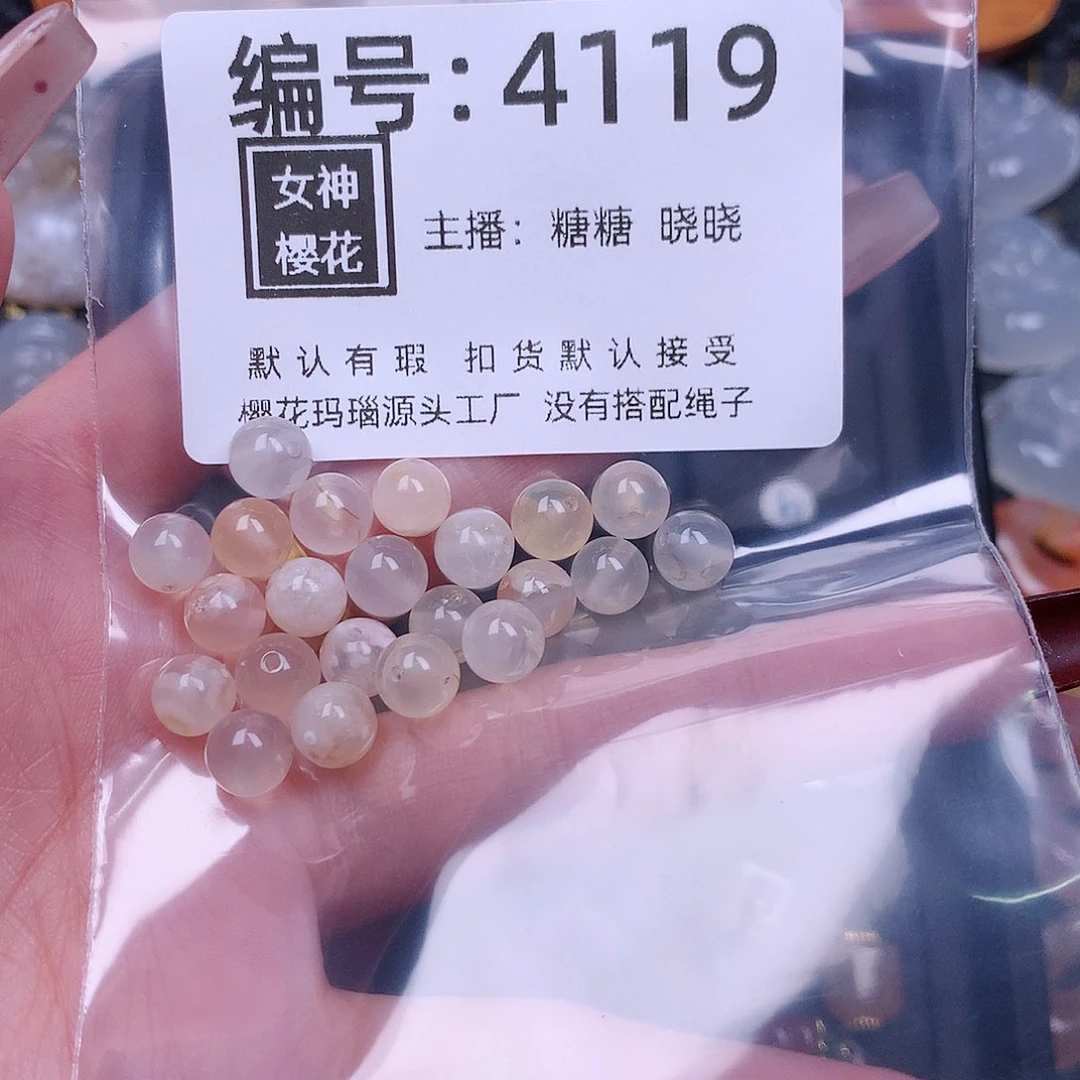 编号:4119
女神
樱花
主播：糖糖 晓晓
默认有瑕 扣货默认接受
樱花玛瑙源头工厂 没有搭配绳子